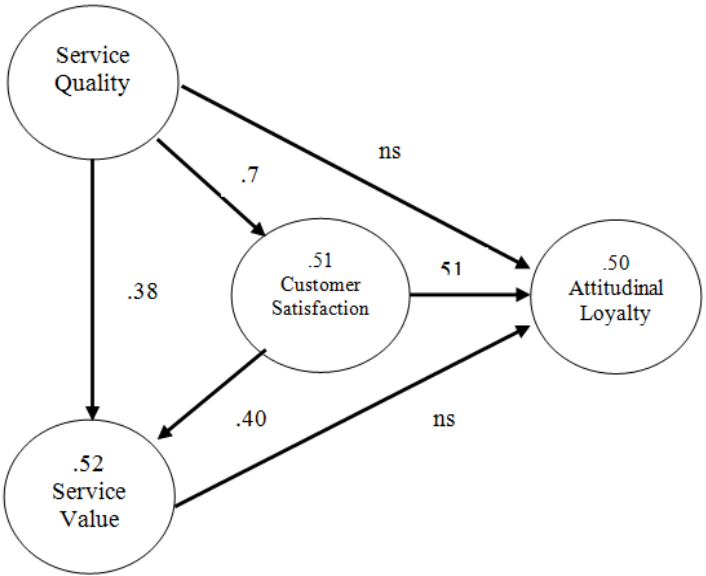 Service
Quality
ns
.7
.51
Customer
Satisfaction
51
.50
Attitudinal
Loyalty
.38
.40
ns
.52
Service
Value